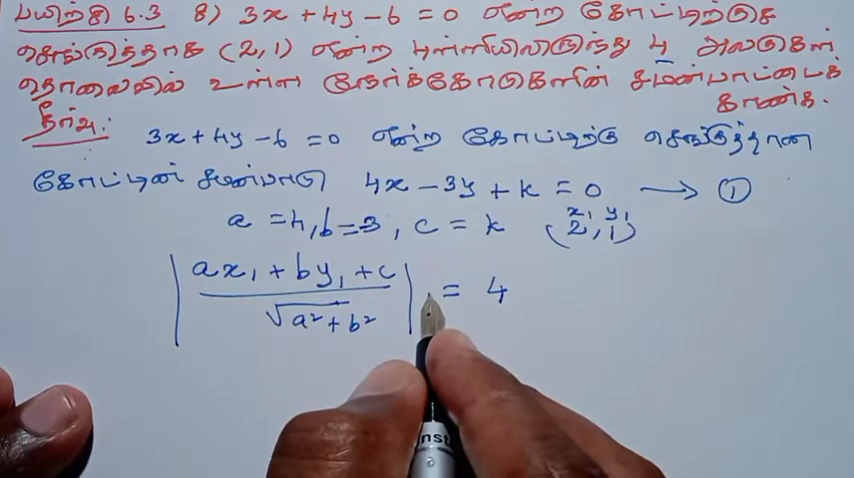 பயிற்சி 6.3 8) 3x + 4y - 6 = 0 என்ற கோட்டிற்குச்
செங்குத்தாக (2,1) என்ற புள்ளியிலிருந்து 4 அலகுகள்
தொலைவில் உள்ள நேர்க்கோடுகளின் சமன்பாட்டைக்
காண்க.
தீர்வு:
3x + 4y - 6 = 0 என்ற கோட்டிற்கு செங்குத்தான
கோட்டின் சமன்பாடு 4x - 3y + k = 0 → ①
x₁ y₁
a = 4, b = -3, c = k (2, 1)
| (ax₁ + by₁ + c) / √(a² + b²) | = 4
inst